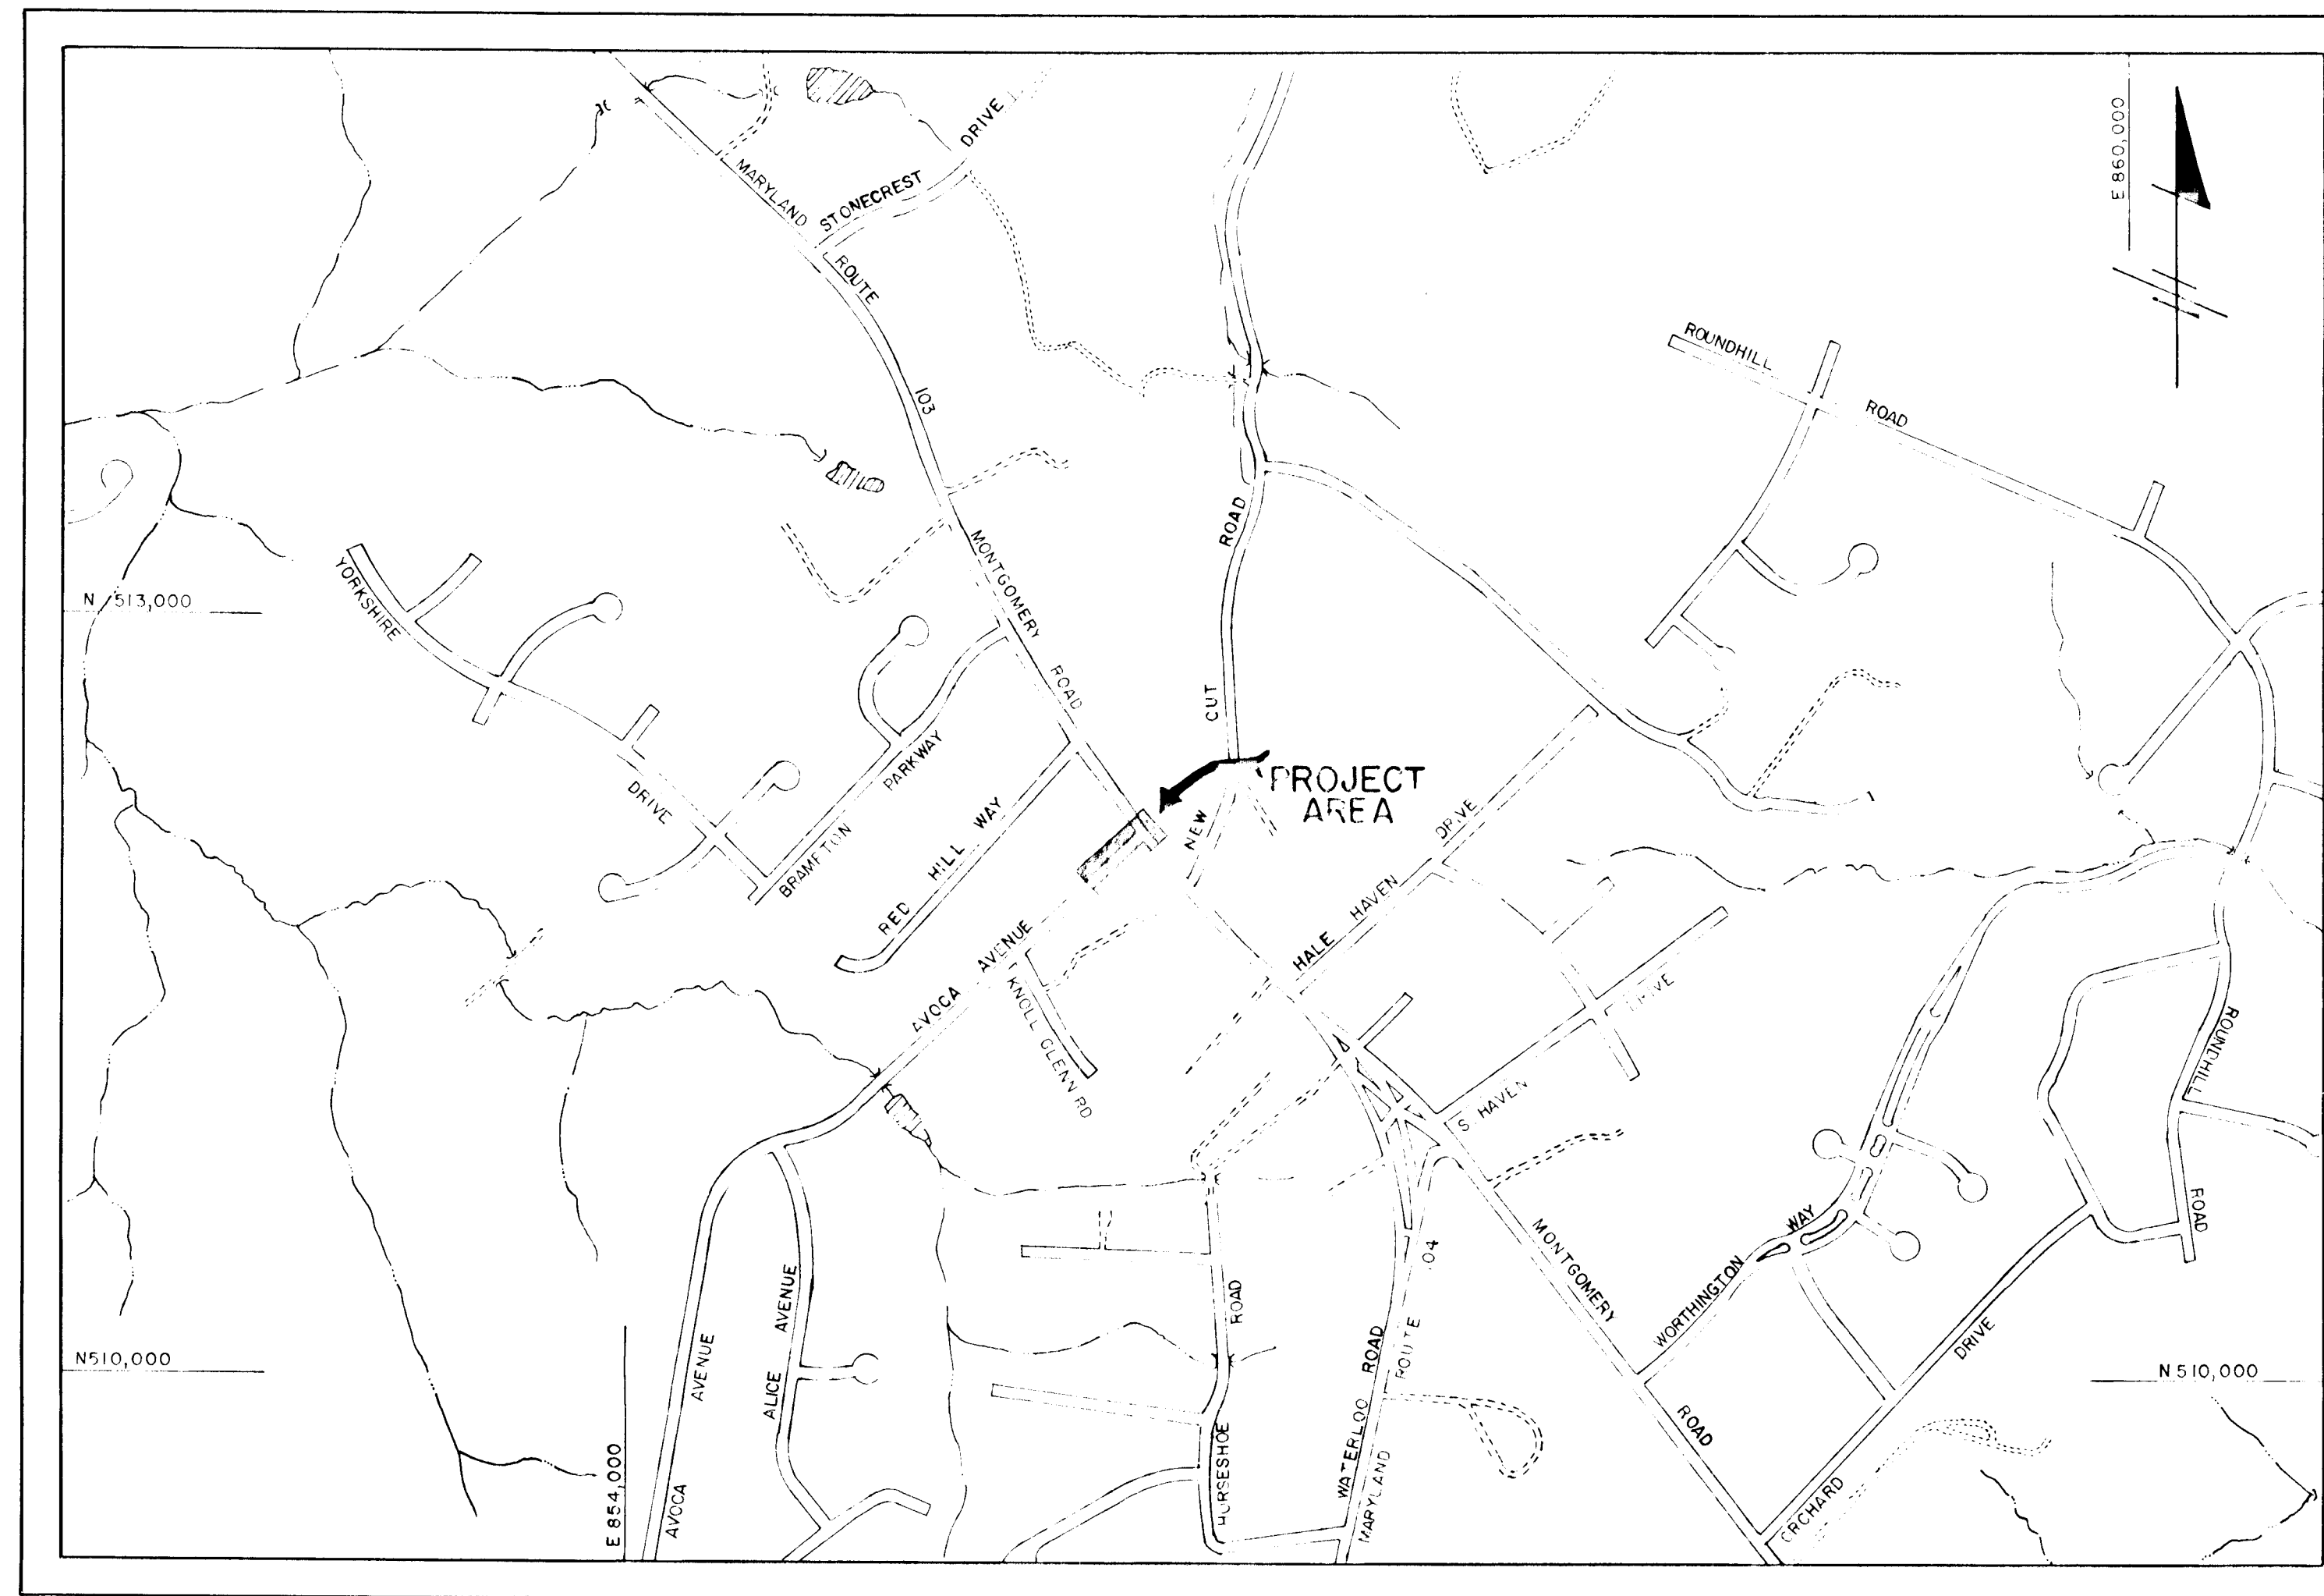 E 860,000
DRIVE
STONECREST
MARYLAND
ROUTE
103
MONTGOMERY
ROAD
ROUNDHILL
ROAD
ROAD
CUT
NEW
N 513,000
YORKSHIRE
DRIVE
BRAMPTON
PARKWAY
RED HILL WAY
PROJECT
AREA
HALE HAVEN DRIVE
AVOCA AVENUE
KNOLL GLENN RD
S. HAVEN DRIVE
ROUNDHILL
ROAD
MONTGOMERY
ROAD
WORTHINGTON WAY
ORCHARD DRIVE
N 510,000
N510,000
E 854,000
AVOCA AVENUE
ALICE AVENUE
HORSESHOE ROAD
WATERLOO ROAD
MARYLAND ROUTE 04